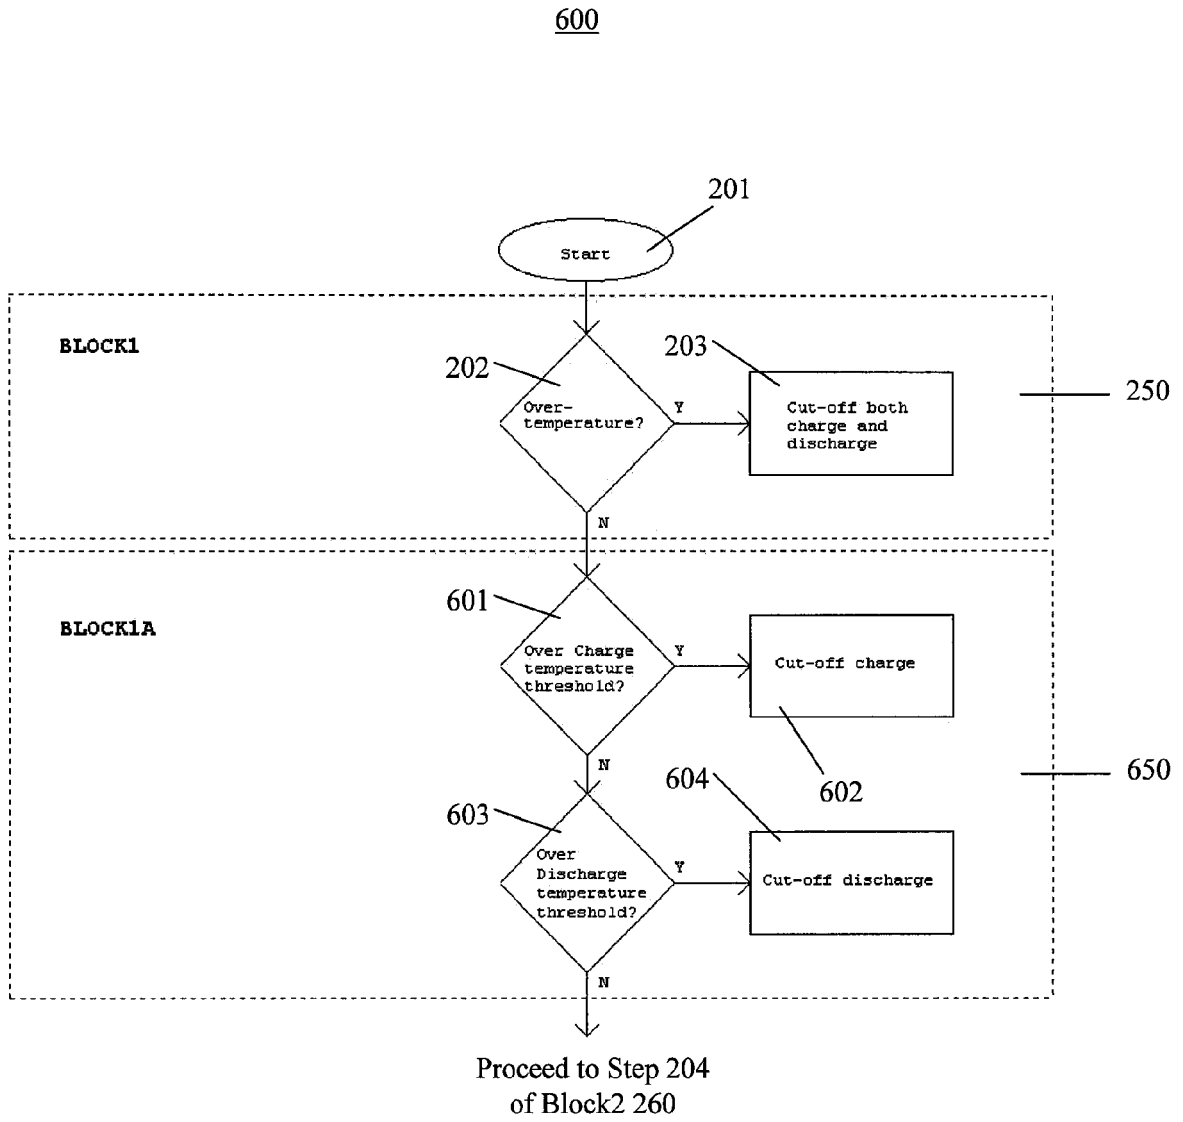 600
201
Start
BLOCK1
202
203
250
Over-
temperature?
Y
Cut-off both
charge and
discharge
N
BLOCK1A
601
Over Charge
temperature
threshold?
Y
Cut-off charge
602
650
N
603
604
Over
Discharge
temperature
threshold?
Y
Cut-off discharge
N
Proceed to Step 204
of Block2 260